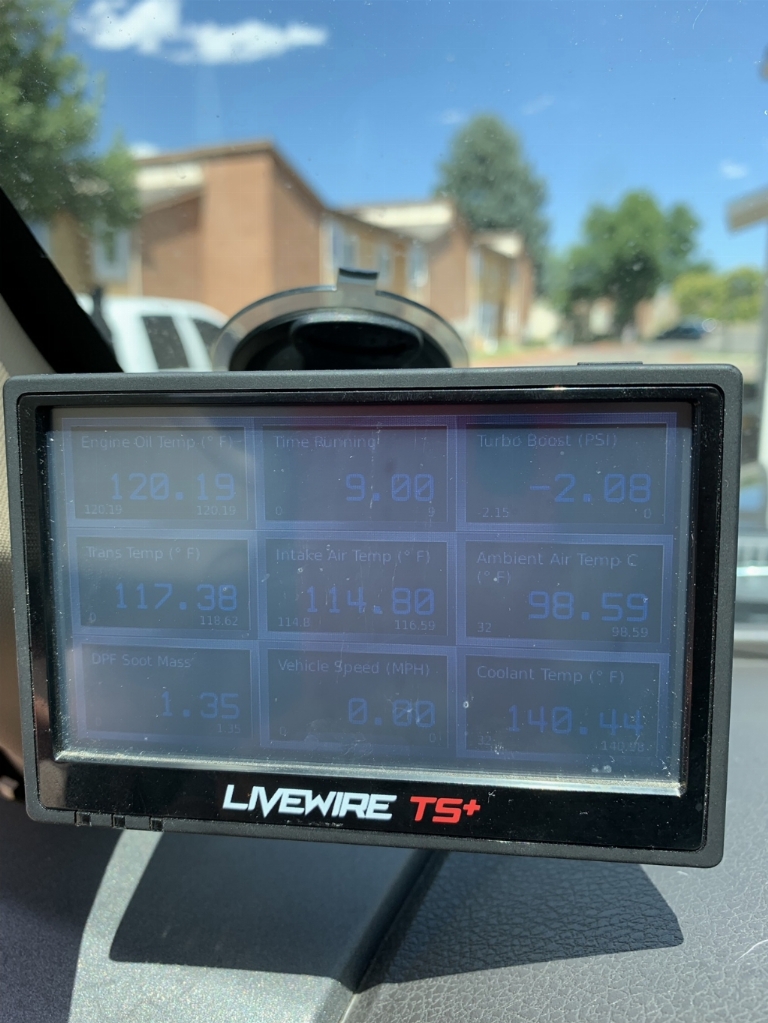 Engine Oil Temp (° F)
120.19
120.19 120.19
Time Running
9.00
0 9
Turbo Boost (PSI)
-2.08
-2.15 0
Trans Temp (° F)
117.38
0 118.62
Intake Air Temp (° F)
114.80
114.8 116.59
Ambient Air Temp C
(° F)
98.59
32 98.59
DPF Soot Mass
1.35
1.35
Vehicle Speed (MPH)
0.00
0
Coolant Temp (° F)
140.44
LIVEWIRE TS+